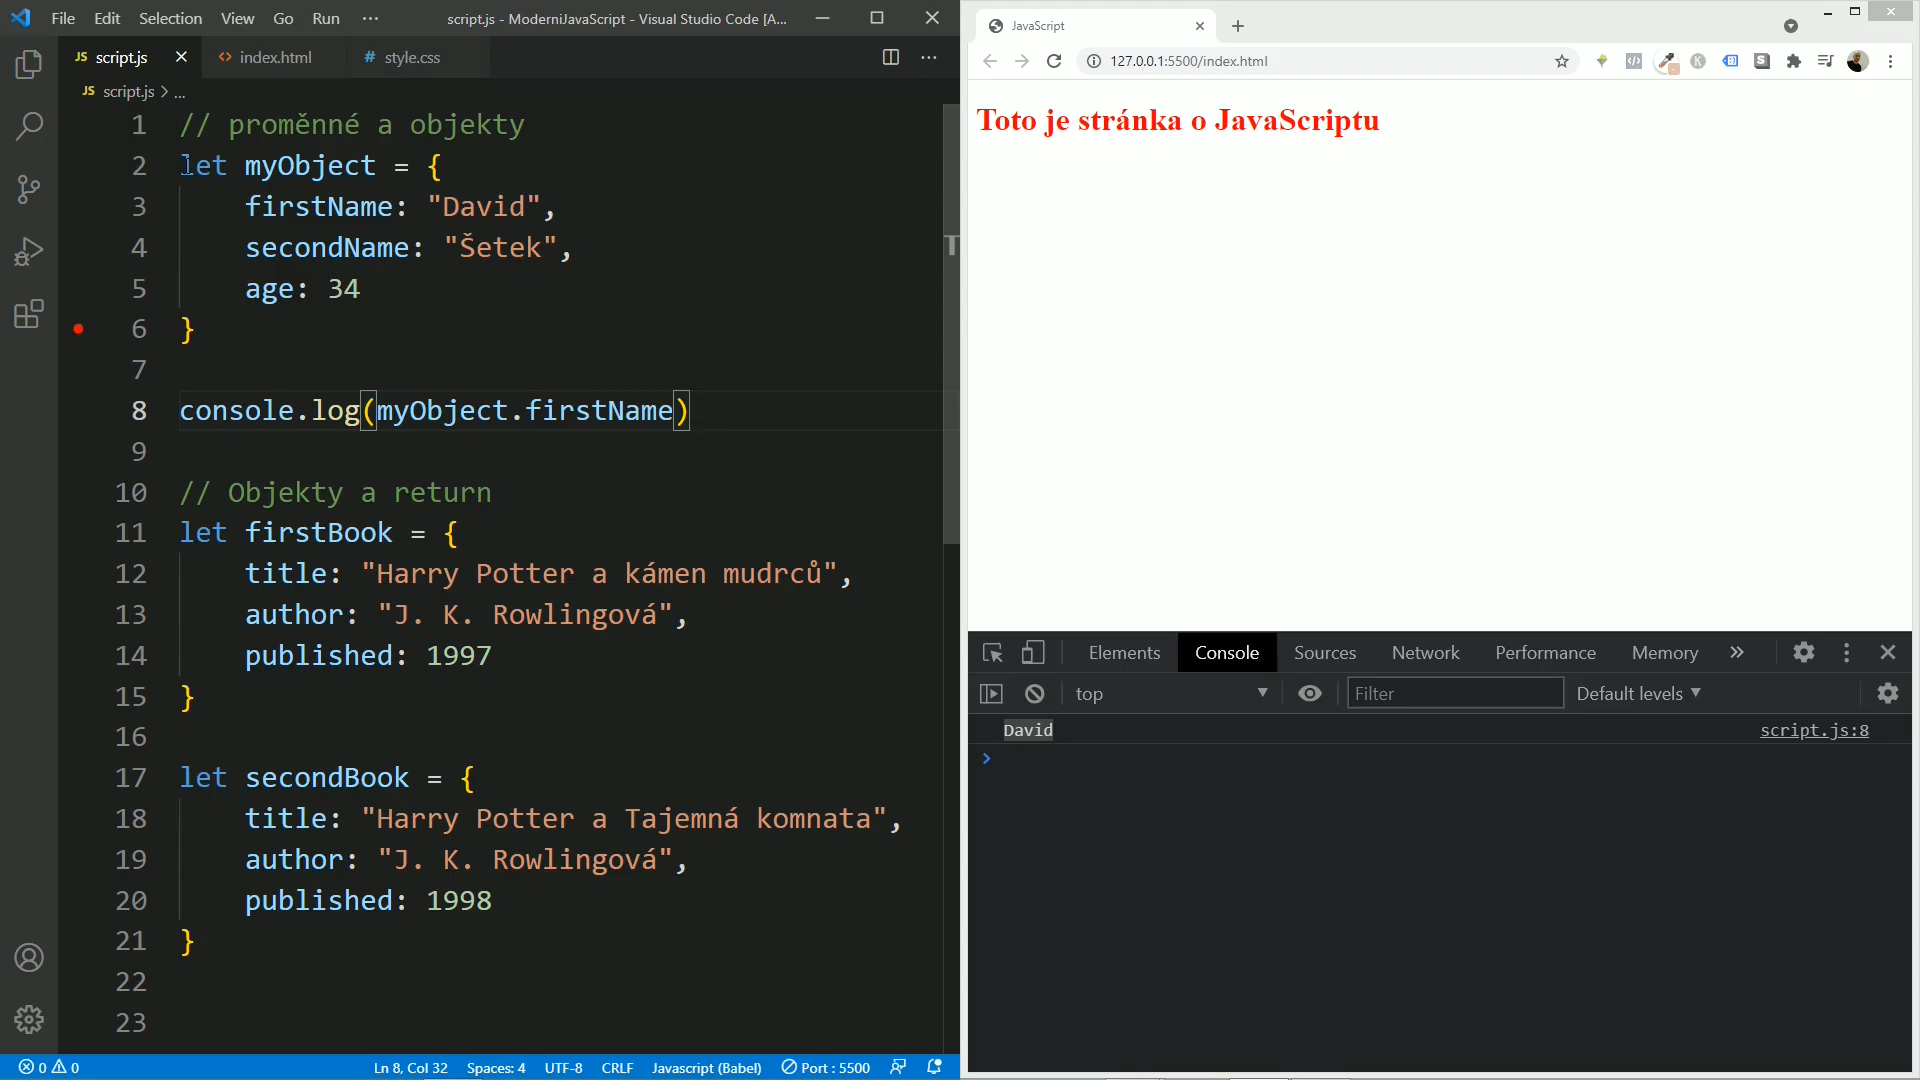 File Edit Selection View Go Run ··· script.js - ModerniJavaScript - Visual Studio Code [A...
JS script.js index.html # style.css
JS script.js > ...
1 // proměnné a objekty
2 let myObject = {
3 firstName: "David",
4 secondName: "Šetek",
5 age: 34
6 }
7
8 console.log(myObject.firstName)
9
10 // Objekty a return
11 let firstBook = {
12 title: "Harry Potter a kámen mudrců",
13 author: "J. K. Rowlingová",
14 published: 1997
15 }
16
17 let secondBook = {
18 title: "Harry Potter a Tajemná komnata",
19 author: "J. K. Rowlingová",
20 published: 1998
21 }
22
23
0 0 Ln 8, Col 32 Spaces: 4 UTF-8 CRLF Javascript (Babel) Port : 5500
JavaScript
127.0.0.1:5500/index.html
Toto je stránka o JavaScriptu
Elements Console Sources Network Performance Memory »
top Filter Default levels
David script.js:8